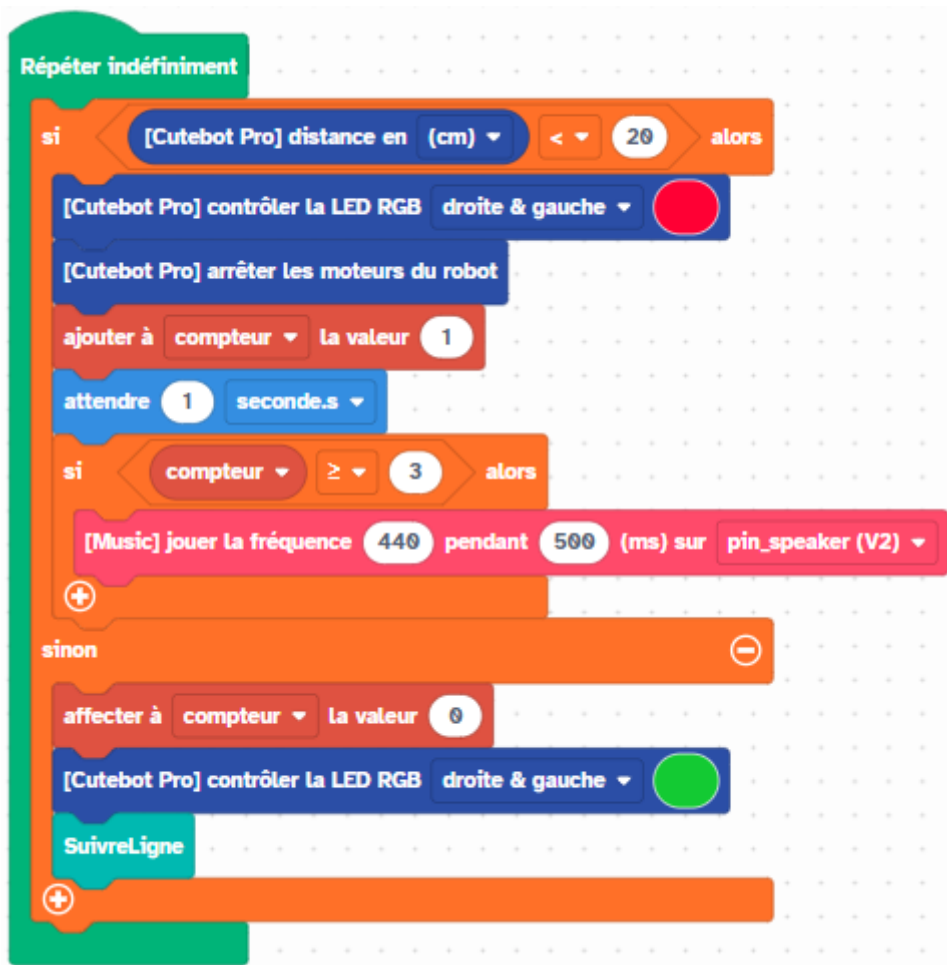 Répéter indéfiniment
si [Cutebot Pro] distance en (cm) < 20 alors
[Cutebot Pro] contrôler la LED RGB droite & gauche
[Cutebot Pro] arrêter les moteurs du robot
ajouter à compteur la valeur 1
attendre 1 seconde.s
si compteur ≥ 3 alors
[Music] jouer la fréquence 440 pendant 500 (ms) sur pin_speaker (V2)
sinon
affecter à compteur la valeur 0
[Cutebot Pro] contrôler la LED RGB droite & gauche
SuivreLigne